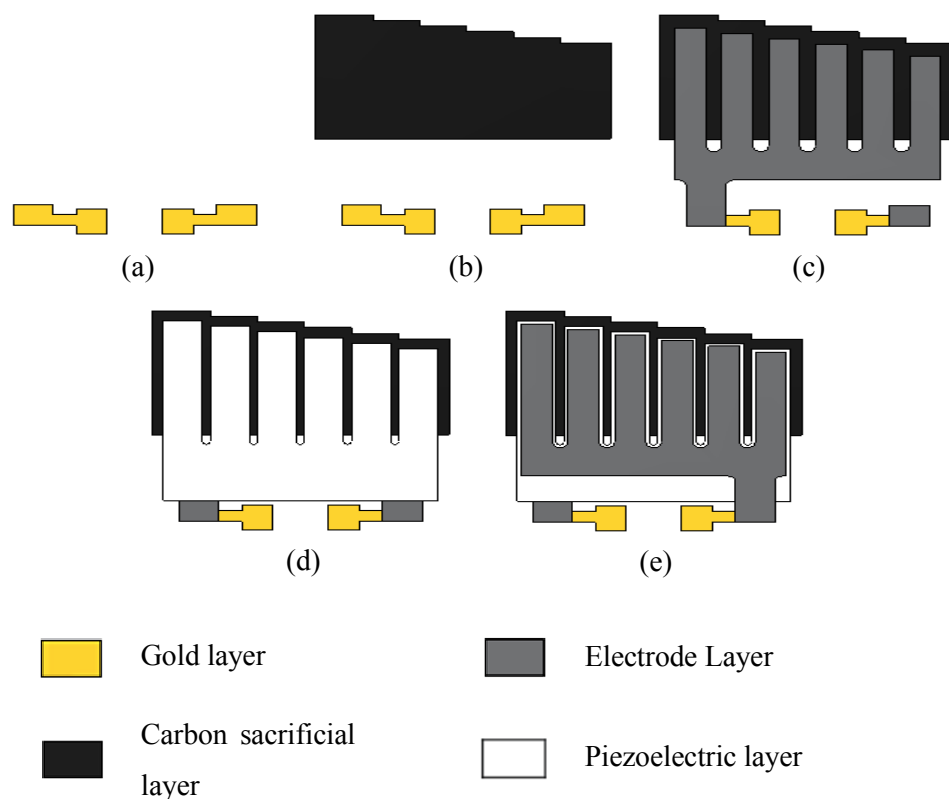 (a)
(b)
(c)
(d)
(e)
Gold layer
Electrode Layer
Carbon sacrificial
layer
Piezoelectric layer